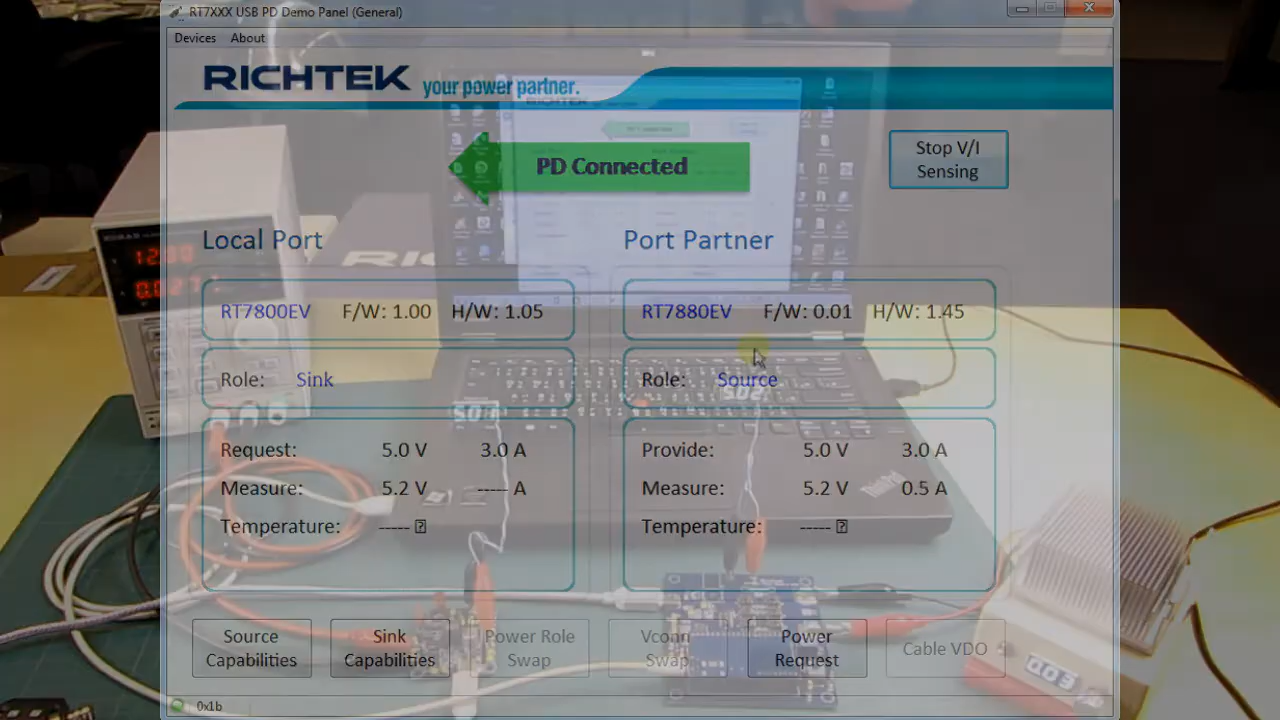 RT7XXX USB PD Demo Panel (General)
Devices About
RICHTEK your power partner.
PD Connected
Stop V/I
Sensing
Local Port
Port Partner
RT7800EV F/W: 1.00 H/W: 1.05
RT7880EV F/W: 0.01 H/W: 1.45
Role: Sink
Role: Source
Request: 5.0 V 3.0 A
Measure: 5.2 V ----- A
Temperature: -----
Provide: 5.0 V 3.0 A
Measure: 5.2 V 0.5 A
Temperature: -----
Source
Capabilities
Sink
Capabilities
Power Role
Swap
Vconn
Swap
Power
Request
Cable VDO
0x1b
RICHTEK
ThinkPad